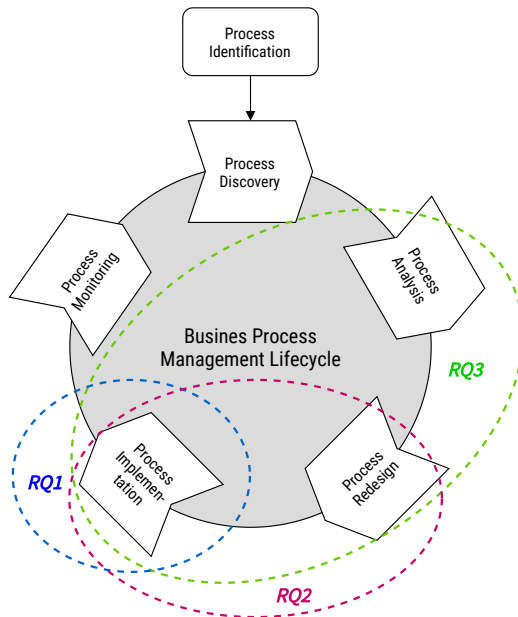 Process
Identification
Process
Discovery
Process
Monitoring
Process
Analysis
Busines Process
Management Lifecycle
RQ3
RQ1
Process
Implemen-
tation
Process
Redesign
RQ2